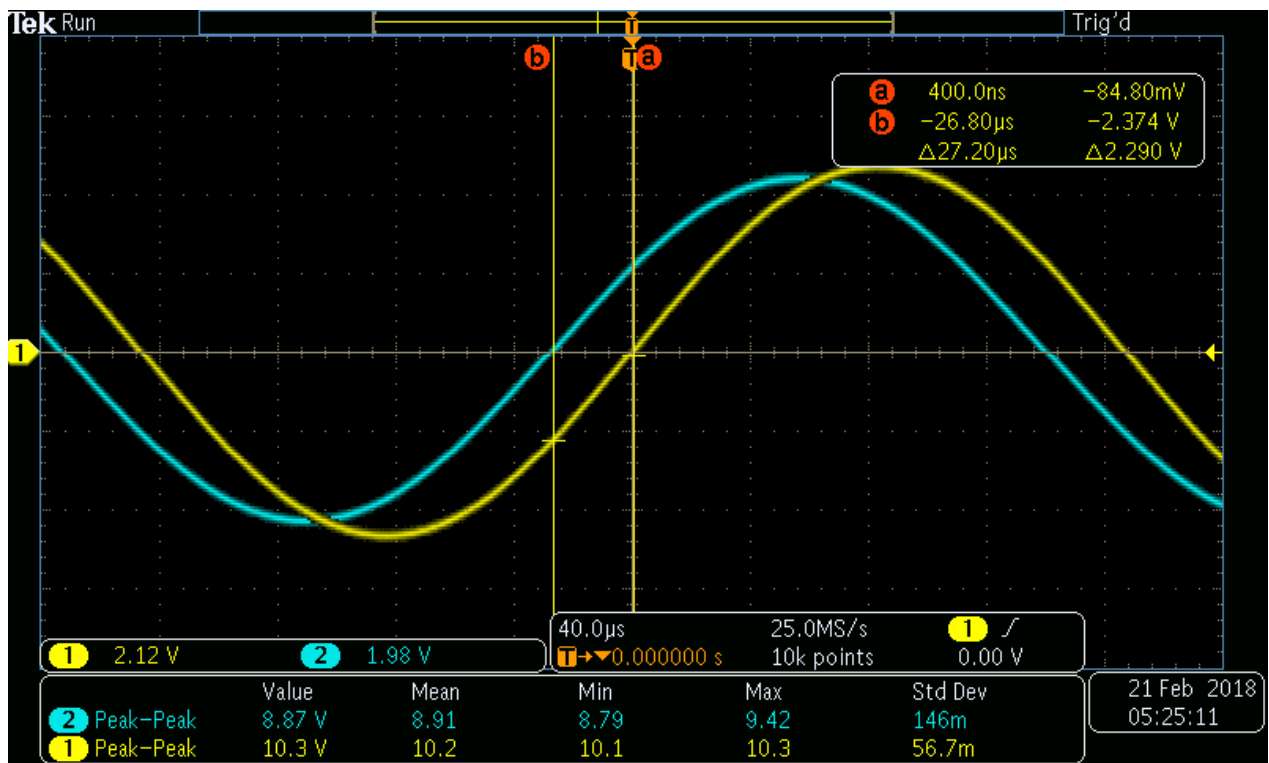 Tek Run T Trig'd
b T a
a 400.0ns −84.80mV
b −26.80µs −2.374 V
Δ27.20µs Δ2.290 V
1
1 2.12 V 2 1.98 V
40.0µs 25.0MS/s 1
T→▼0.000000 s 10k points 0.00 V
Value Mean Min Max Std Dev
2 Peak−Peak 8.87 V 8.91 8.79 9.42 146m
1 Peak−Peak 10.3 V 10.2 10.1 10.3 56.7m
21 Feb 2018
05:25:11